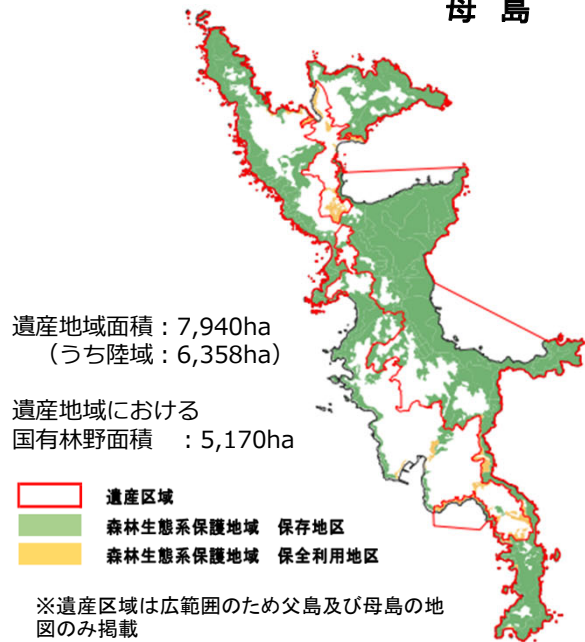 母 島
遺産地域面積：7,940ha
（うち陸域：6,358ha）
遺産地域における
国有林野面積　：5,170ha
遺産区域
森林生態系保護地域　保存地区
森林生態系保護地域　保全利用地区
※遺産区域は広範囲のため父島及び母島の地
図のみ掲載